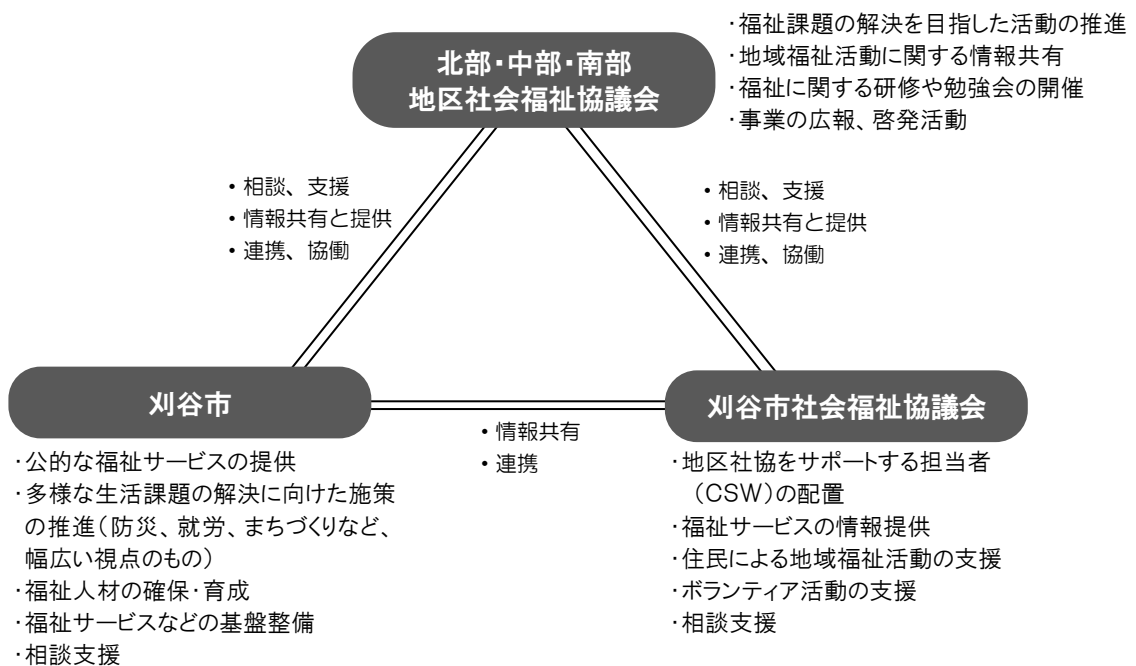 北部・中部・南部
地区社会福祉協議会
・福祉課題の解決を目指した活動の推進
・地域福祉活動に関する情報共有
・福祉に関する研修や勉強会の開催
・事業の広報、啓発活動
・相談、支援
・情報共有と提供
・連携、協働
・相談、支援
・情報共有と提供
・連携、協働
刈谷市
・情報共有
・連携
刈谷市社会福祉協議会
・公的な福祉サービスの提供
・多様な生活課題の解決に向けた施策
の推進(防災、就労、まちづくりなど、
幅広い視点のもの)
・福祉人材の確保・育成
・福祉サービスなどの基盤整備
・相談支援
・地区社協をサポートする担当者
(CSW)の配置
・福祉サービスの情報提供
・住民による地域福祉活動の支援
・ボランティア活動の支援
・相談支援